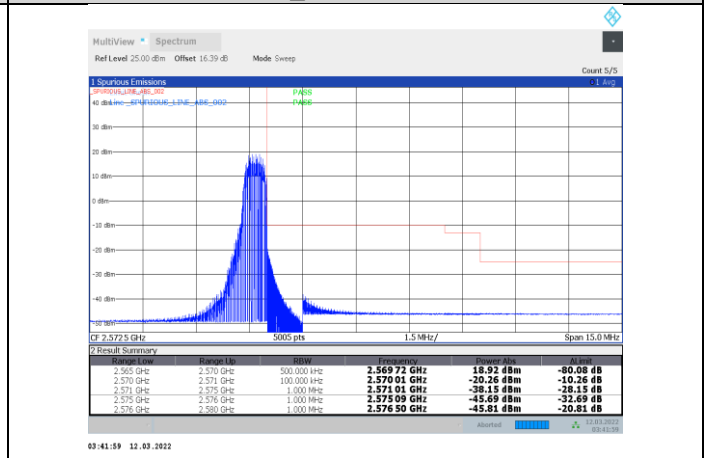 MultiView Spectrum
Ref Level 25.00 dBm Offset 16.39 dB Mode Sweep
Count 5/5
1 Spurious Emissions 1 Avg
_SPURIOUS_LINE_ABS_002 PASS
40 dBm Line _SPURIOUS_LINE_ABS_002 PASS
30 dBm
20 dBm
10 dBm
0 dBm
-10 dBm
-20 dBm
-30 dBm
-40 dBm
-50 dBm
CF 2.5725 GHz 5005 pts 1.5 MHz/ Span 15.0 MHz
2 Result Summary
Range Low Range Up RBW Frequency Power Abs ΔLimit
2.565 GHz 2.570 GHz 500.000 kHz 2.569 72 GHz 18.92 dBm -80.08 dB
2.570 GHz 2.571 GHz 100.000 kHz 2.570 01 GHz -20.26 dBm -10.26 dB
2.571 GHz 2.575 GHz 1.000 MHz 2.571 01 GHz -38.15 dBm -28.15 dB
2.575 GHz 2.576 GHz 1.000 MHz 2.575 09 GHz -45.69 dBm -32.69 dB
2.576 GHz 2.580 GHz 1.000 MHz 2.576 50 GHz -45.81 dBm -20.81 dB
Aborted 12.03.2022
03:41:59
03:41:59 12.03.2022